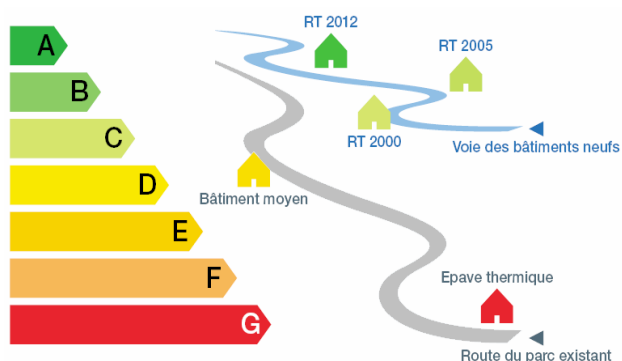 A
B
C
D
E
F
G
RT 2012
RT 2005
RT 2000
Voie des bâtiments neufs
Bâtiment moyen
Epave thermique
Route du parc existant